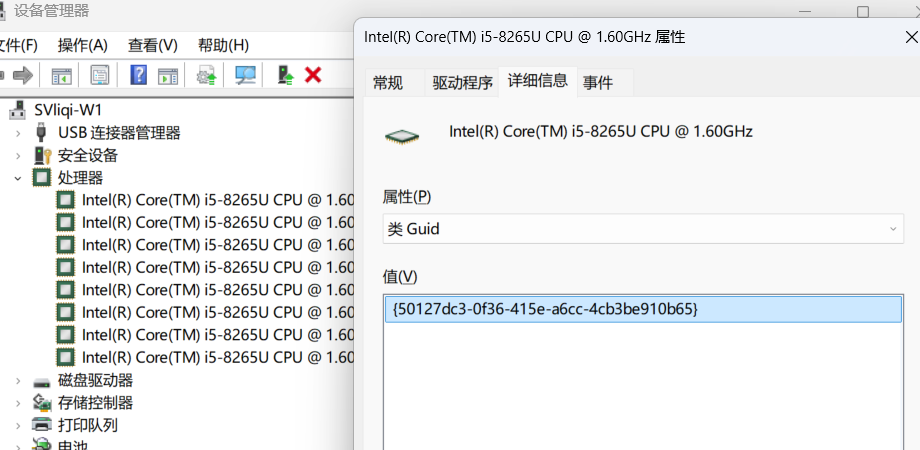 设备管理器
文件(F) 操作(A) 查看(V) 帮助(H)
SVliqi-W1
USB 连接器管理器
安全设备
处理器
Intel(R) Core(TM) i5-8265U CPU @ 1.60
Intel(R) Core(TM) i5-8265U CPU @ 1.60
Intel(R) Core(TM) i5-8265U CPU @ 1.60
Intel(R) Core(TM) i5-8265U CPU @ 1.60
Intel(R) Core(TM) i5-8265U CPU @ 1.60
Intel(R) Core(TM) i5-8265U CPU @ 1.60
Intel(R) Core(TM) i5-8265U CPU @ 1.60
Intel(R) Core(TM) i5-8265U CPU @ 1.60
磁盘驱动器
存储控制器
打印队列
电池
Intel(R) Core(TM) i5-8265U CPU @ 1.60GHz 属性
常规 驱动程序 详细信息 事件
Intel(R) Core(TM) i5-8265U CPU @ 1.60GHz
属性(P)
类 Guid
值(V)
{50127dc3-0f36-415e-a6cc-4cb3be910b65}